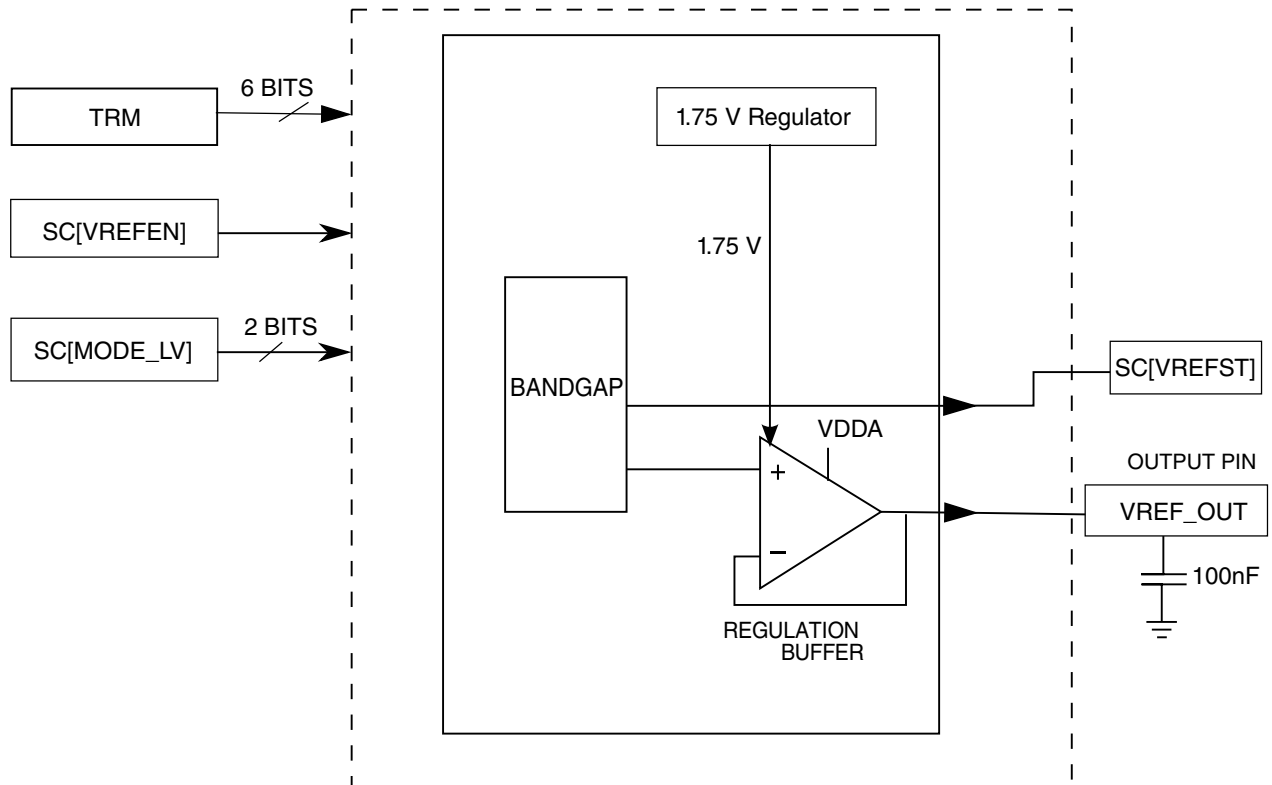 6 BITS
TRM
1.75 V Regulator
SC[VREFEN]
1.75 V
2 BITS
SC[MODE_LV]
SC[VREFST]
BANDGAP
VDDA
OUTPUT PIN
+
VREF_OUT
−
100nF
REGULATION
BUFFER